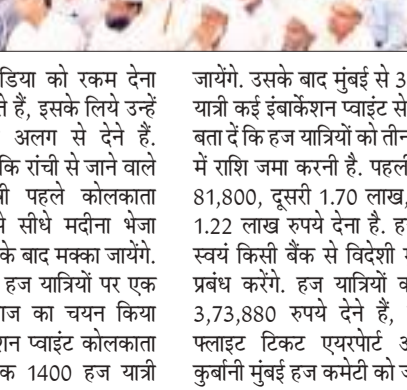 डिया को रकम देना
हैं, इसके लिये उन्हें
अलग से देने हैं.
कि रांची से जाने वाले
पहले कोलकाता
सीधे मदीना भेजा
के बाद मक्का जायेंगे.
हज यात्रियों पर एक
का चयन किया
प्वाइंट कोलकाता
1400 हज यात्री
जायेंगे. उसके बाद मुंबई से 3
यात्री कई इंबार्केशन प्वाइंट से
बता दें कि हज यात्रियों को तीन
में राशि जमा करनी है. पहली
81,800, दूसरी 1.70 लाख,
1.22 लाख रुपये देना है. ह
स्वयं किसी बैंक से विदेशी
प्रबंध करेंगे. हज यात्रियों क
3,73,880 रुपये देने हैं,
फ्लाइट टिकट एयरपोर्ट अ
कुर्बानी मुंबई हज कमेटी को ज